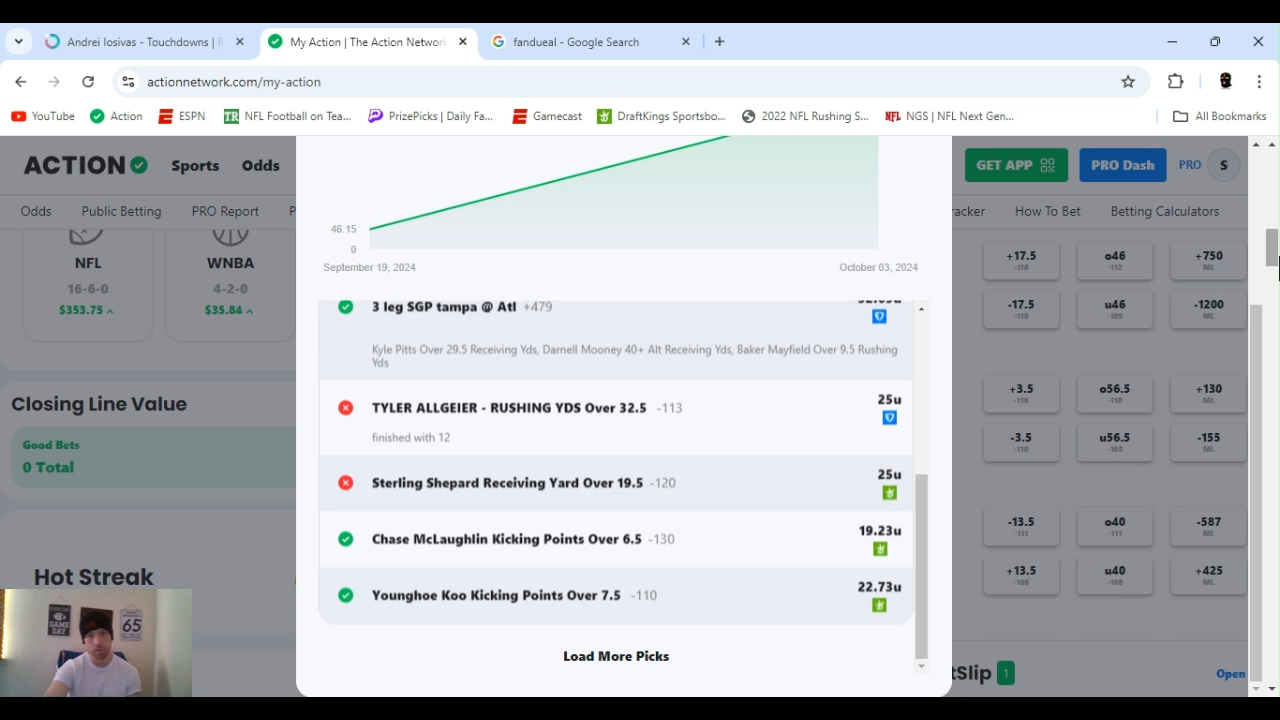 Andrei Iosivas - Touchdowns |
My Action | The Action Networ
fandueal - Google Search
actionnetwork.com/my-action
YouTube
Action
ESPN
NFL Football on Tea...
PrizePicks | Daily Fa...
Gamecast
DraftKings Sportsbo...
2022 NFL Rushing S...
NGS | NFL Next Gen...
All Bookmarks
ACTION
Sports
Odds
GET APP
PRO Dash
PRO
S
Odds
Public Betting
PRO Report
P
racker
How To Bet
Betting Calculators
46.15
0
September 19, 2024
October 03, 2024
NFL
16-6-0
$353.75
WNBA
4-2-0
$35.84
Closing Line Value
Good Bets
0 Total
Hot Streak
GAME DAY
65
3 leg SGP tampa @ Atl +479
Kyle Pitts Over 29.5 Receiving Yds, Darnell Mooney 40+ Alt Receiving Yds, Baker Mayfield Over 9.5 Rushing
Yds
TYLER ALLGEIER - RUSHING YDS Over 32.5 -113
25u
finished with 12
Sterling Shepard Receiving Yard Over 19.5 -120
25u
Chase McLaughlin Kicking Points Over 6.5 -130
19.23u
Younghoe Koo Kicking Points Over 7.5 -110
22.73u
Load More Picks
+17.5
-110
o46
-112
+750
ML
-17.5
-110
u46
-109
-1200
ML
+3.5
-110
o56.5
-110
+130
ML
-3.5
-110
u56.5
-105
-155
ML
-13.5
-111
o40
-111
-587
ML
+13.5
-108
u40
-108
+425
ML
tSlip
1
Open